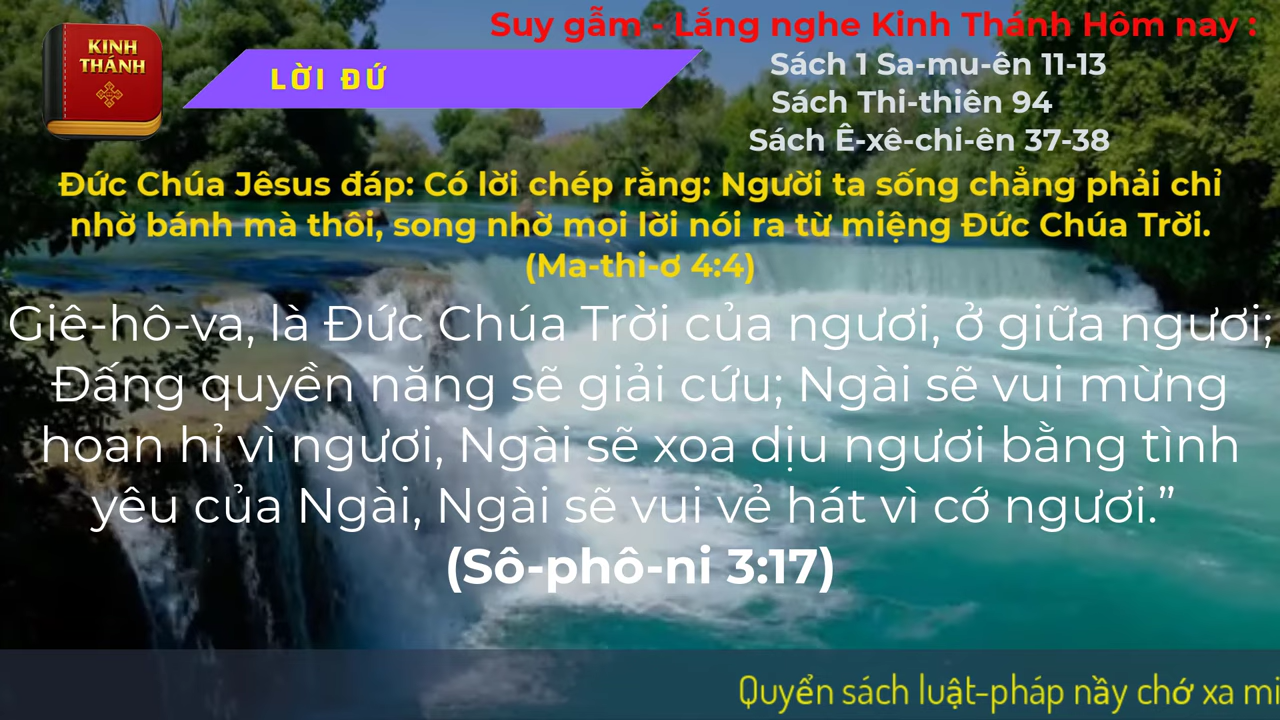 KINH
THÁNH
LỜI ĐỨ
Suy gẫm - Lắng nghe Kinh Thánh Hôm nay :
Sách 1 Sa-mu-ên 11-13
Sách Thi-thiên 94
Sách Ê-xê-chi-ên 37-38
Đức Chúa Jêsus đáp: Có lời chép rằng: Người ta sống chẳng phải chỉ
nhờ bánh mà thôi, song nhờ mọi lời nói ra từ miệng Đức Chúa Trời.
(Ma-thi-ơ 4:4)
Giê-hô-va, là Đức Chúa Trời của ngươi, ở giữa ngươi;
Đấng quyền năng sẽ giải cứu; Ngài sẽ vui mừng
hoan hỉ vì ngươi, Ngài sẽ xoa dịu ngươi bằng tình
yêu của Ngài, Ngài sẽ vui vẻ hát vì cớ ngươi.”
(Sô-phô-ni 3:17)
Quyển sách luật-pháp nầy chớ xa mi